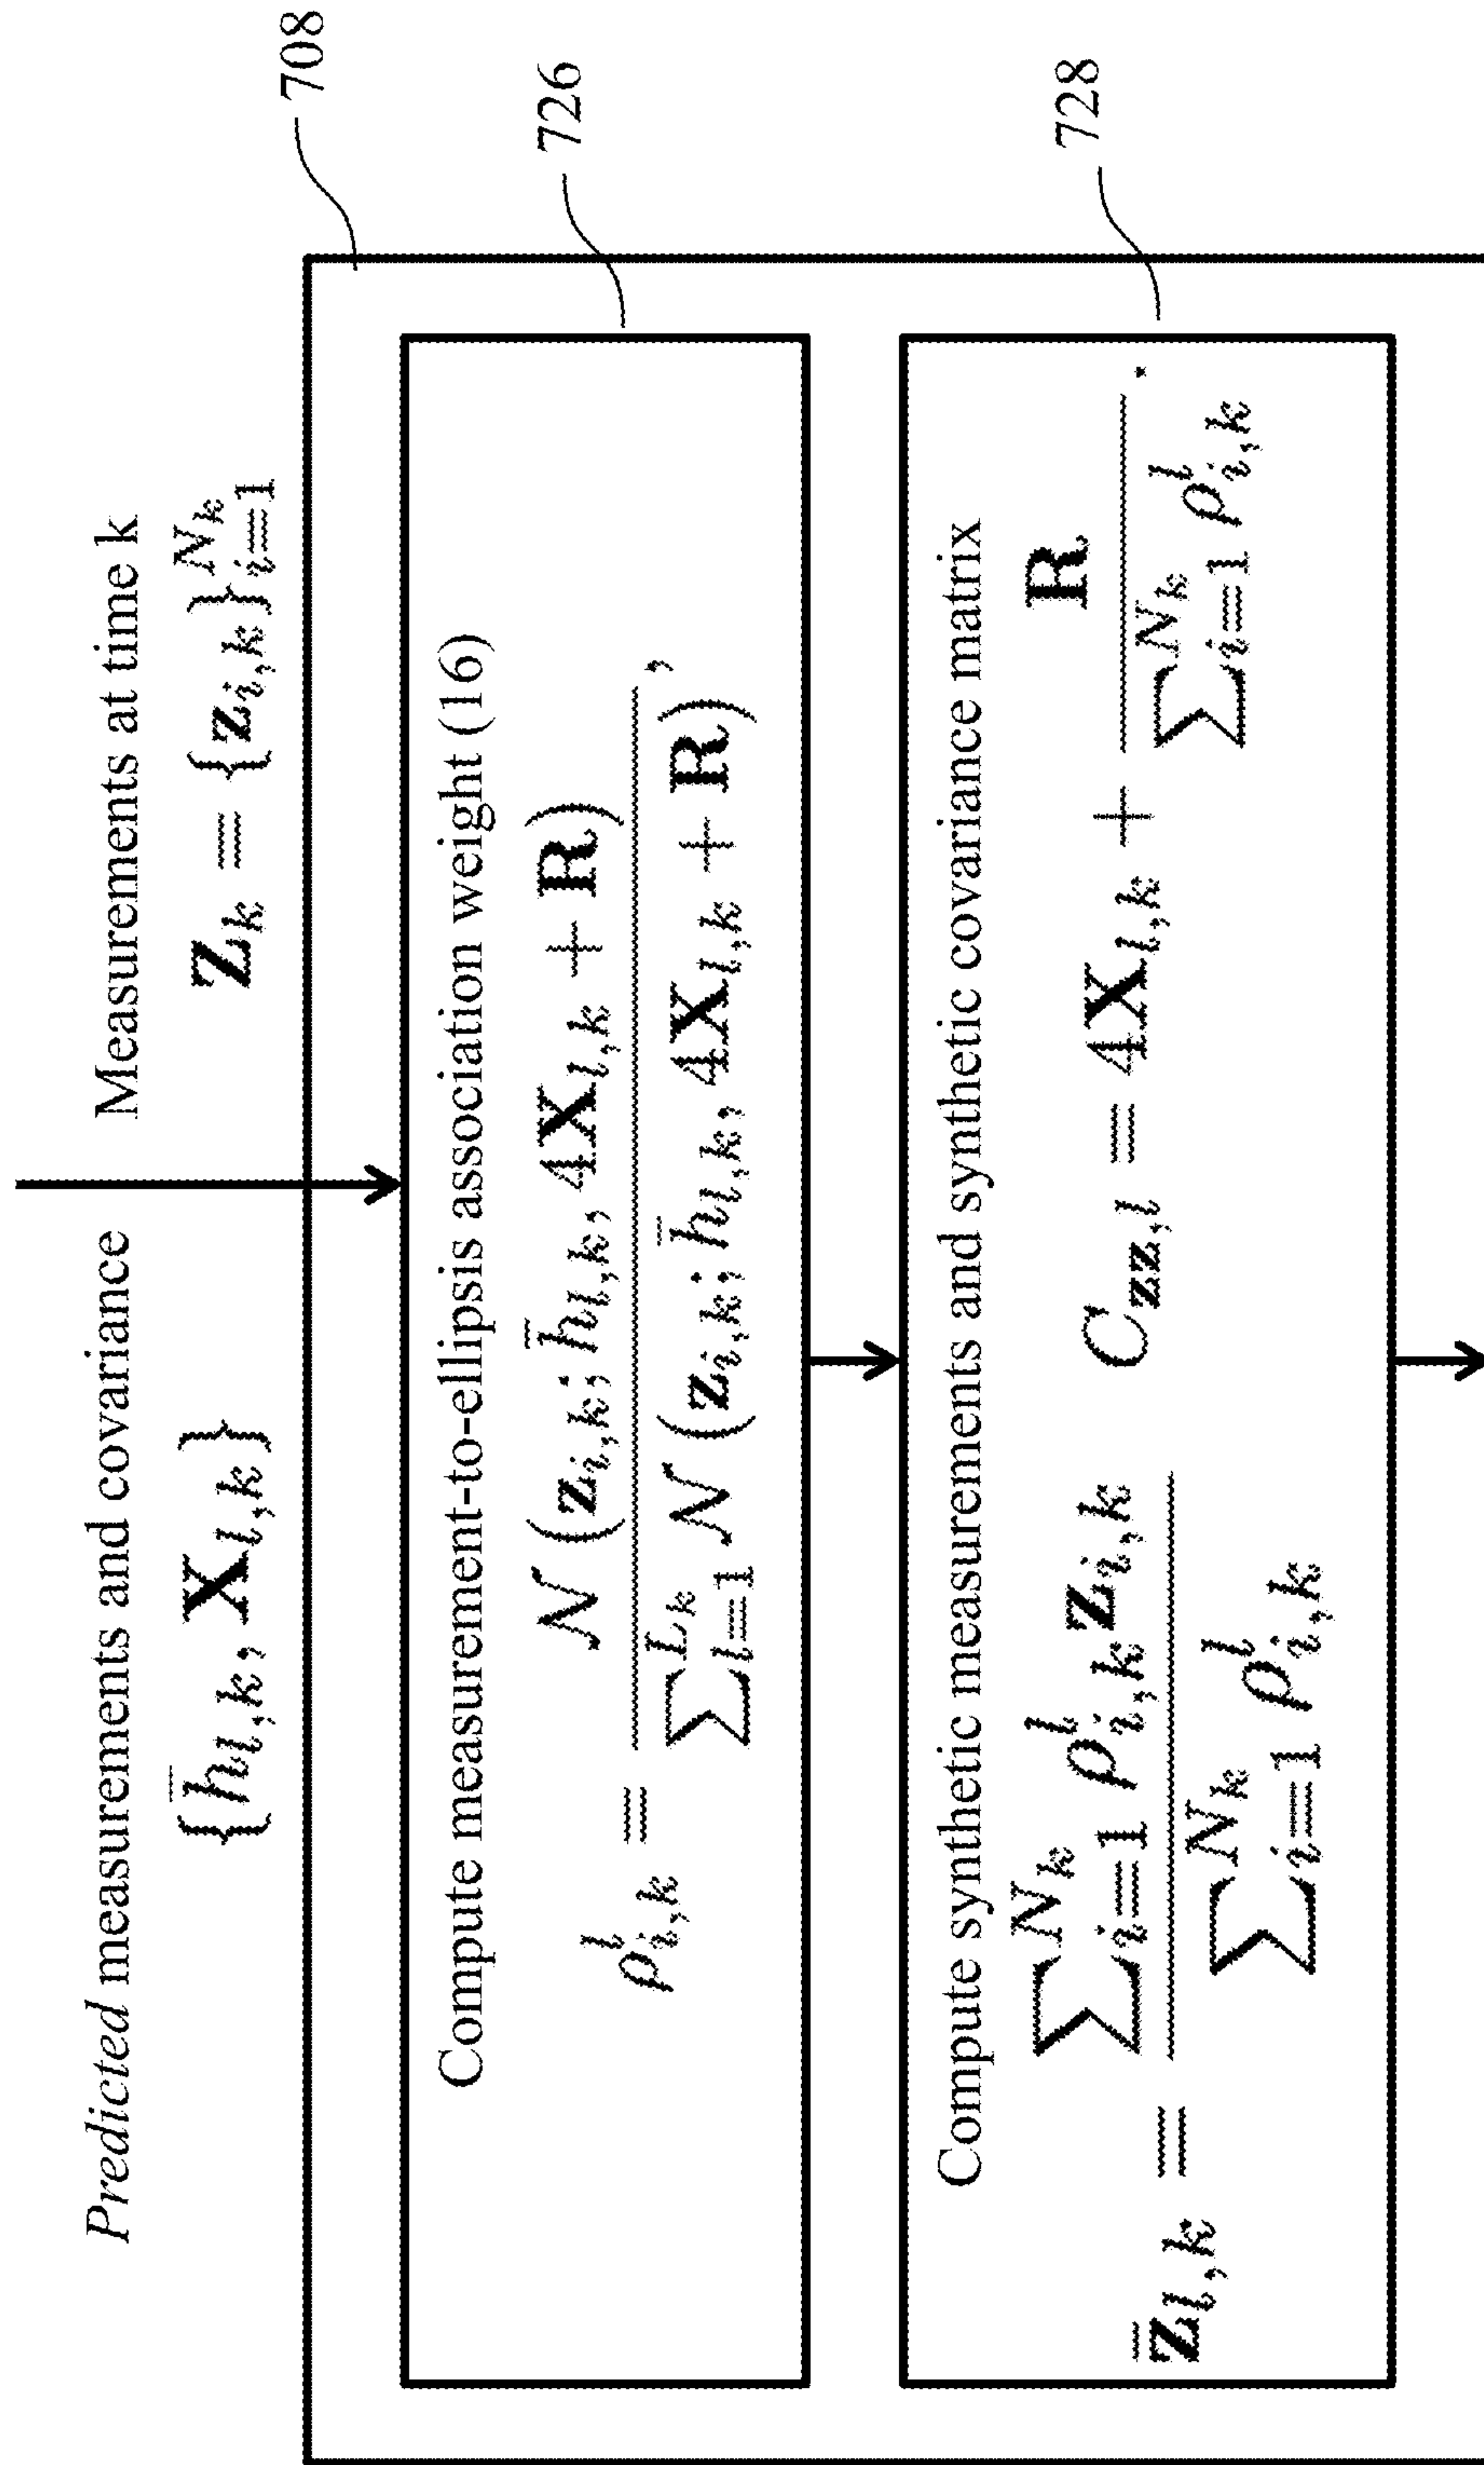 Predicted measurements and covariance
{h̄_{l,k}, X_{l,k}}
Measurements at time k
Z_k = {z_{i,k}}_{i=1}^{N_k}
708
Compute measurement-to-ellipsis association weight (16)
ρ_{i,k}^l = N(z_{i,k}; h̄_{l,k}, 4X_{l,k} + R) / ∑_{l=1}^{L_k} N(z_{i,k}; h̄_{l,k}, 4X_{l,k} + R),
726
Compute synthetic measurements and synthetic covariance matrix
z̄_{l,k} = ∑_{i=1}^{N_k} ρ_{i,k}^l z_{i,k} / ∑_{i=1}^{N_k} ρ_{i,k}^l
C_{zz,l} = 4X_{l,k} + R / ∑_{i=1}^{N_k} ρ_{i,k}^l .
728